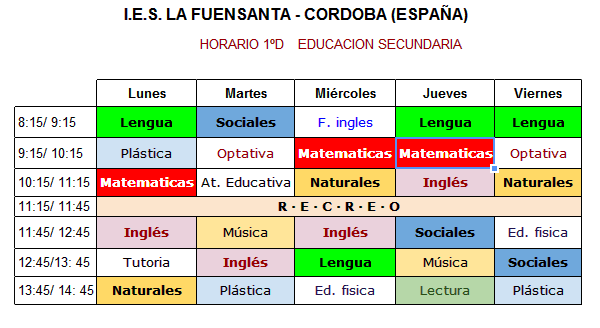 I.E.S. LA FUENSANTA - CORDOBA (ESPAÑA)
HORARIO 1ºD EDUCACION SECUNDARIA
Lunes Martes Miércoles Jueves Viernes
8:15/ 9:15 Lengua Sociales F. ingles Lengua Lengua
9:15/ 10:15 Plástica Optativa Matematicas Matematicas Optativa
10:15/ 11:15 Matematicas At. Educativa Naturales Inglés Naturales
11:15/ 11:45 R·E·C·R·E·O
11:45/ 12:45 Inglés Música Inglés Sociales Ed. fisica
12:45/13: 45 Tutoria Inglés Lengua Música Sociales
13:45/ 14: 45 Naturales Plástica Ed. fisica Lectura Plástica